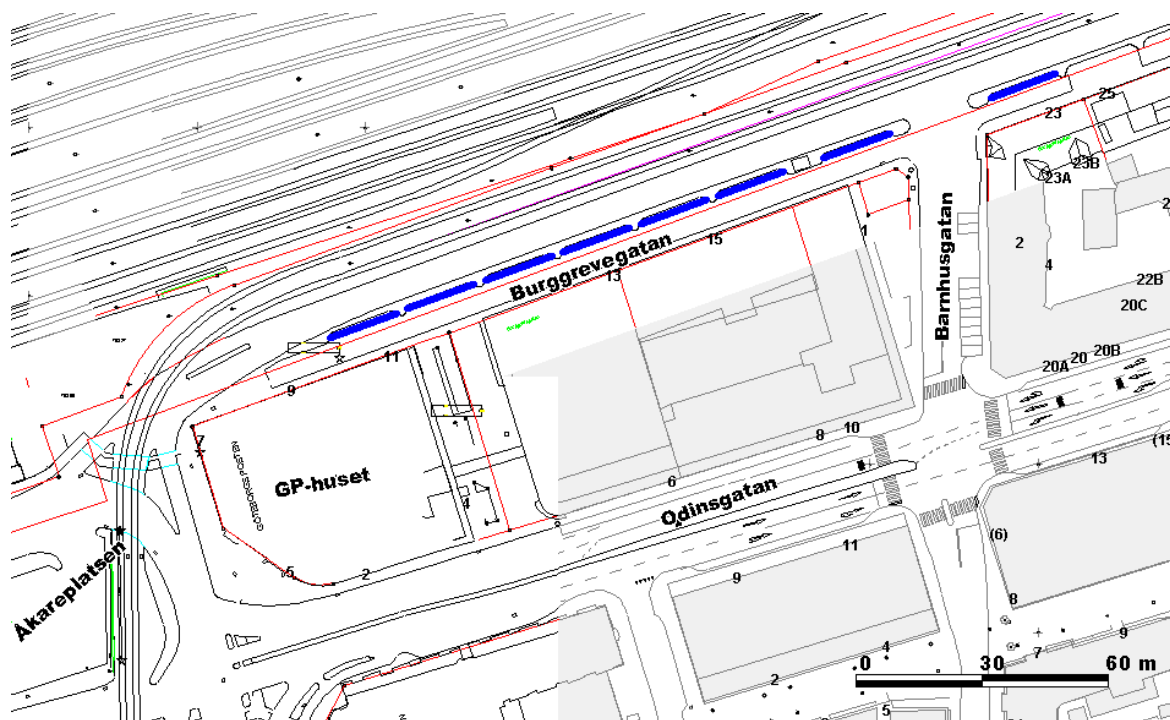 25
23
23B
23A
2
1
15
Burggrevegatan
13
Barnhusgatan
2
4
22B
20C
11
20B
20
20A
9
7
10
8
13
GP-huset
GÖTEBORGS POSTEN
6
Odinsgatan
4
(6)
11
Åkareplatsen
5
2
9
8
9
4
7
0 30 60 m
2
5